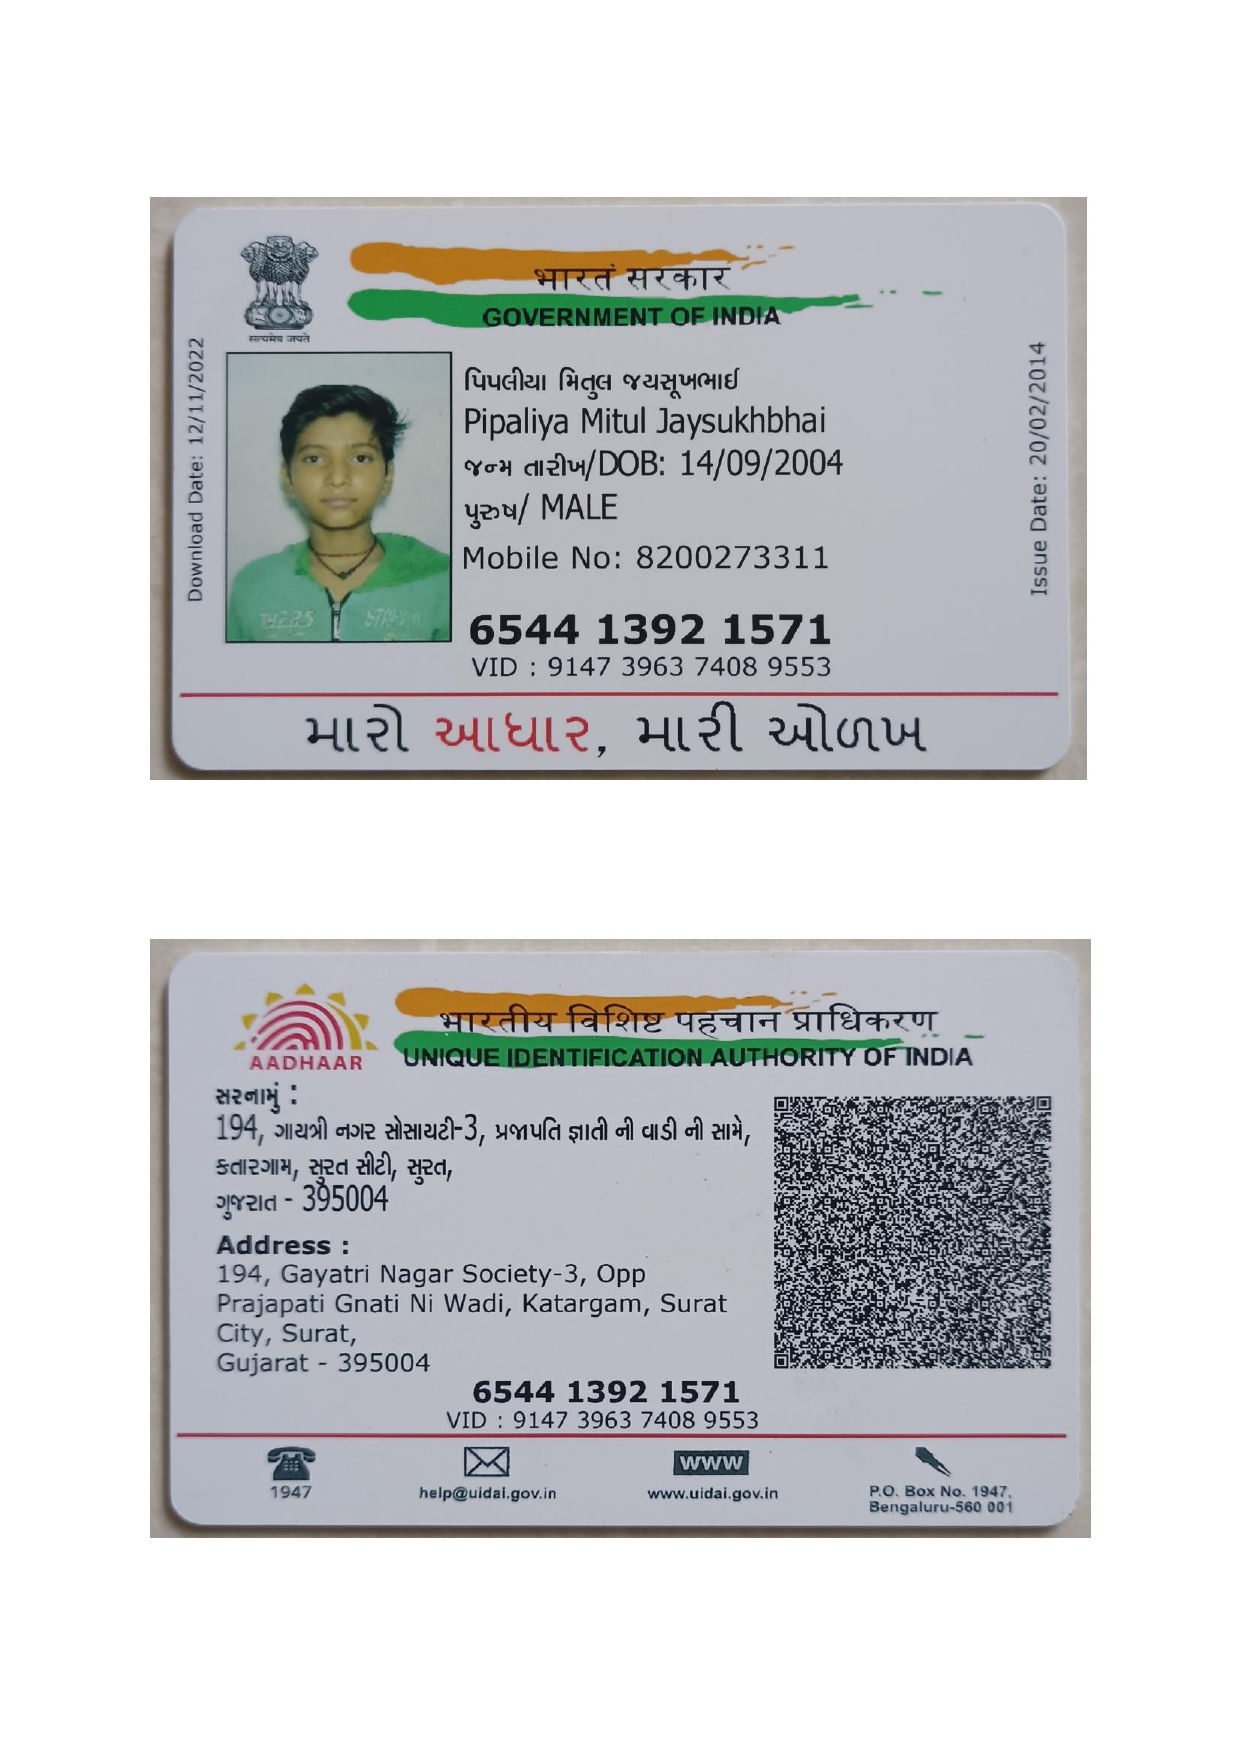 भारत सरकार
GOVERNMENT OF INDIA
सत्यमेव जयते
Download Date: 12/11/2022
Issue Date: 20/02/2014
પિપલીયા મિતુલ જયસૂખભાઈ
Pipaliya Mitul Jaysukhbhai
જન્મ તારીખ/DOB: 14/09/2004
પુરુષ/ MALE
Mobile No: 8200273311
6544 1392 1571
VID : 9147 3963 7408 9553
મારો આધાર, મારી ઓળખ
भारतीय विशिष्ट पहचान प्राधिकरण
UNIQUE IDENTIFICATION AUTHORITY OF INDIA
AADHAAR
સરનામું :
194, ગાયત્રી નગર સોસાયટી-3, પ્રજાપતિ જ્ઞાતી ની વાડી ની સામે,
કતારગામ, સુરત સીટી, સુરત,
ગુજરાત - 395004
Address :
194, Gayatri Nagar Society-3, Opp
Prajapati Gnati Ni Wadi, Katargam, Surat
City, Surat,
Gujarat - 395004
6544 1392 1571
VID : 9147 3963 7408 9553
1947
help@uidai.gov.in
WWW
www.uidai.gov.in
P.O. Box No. 1947,
Bengaluru-560 001